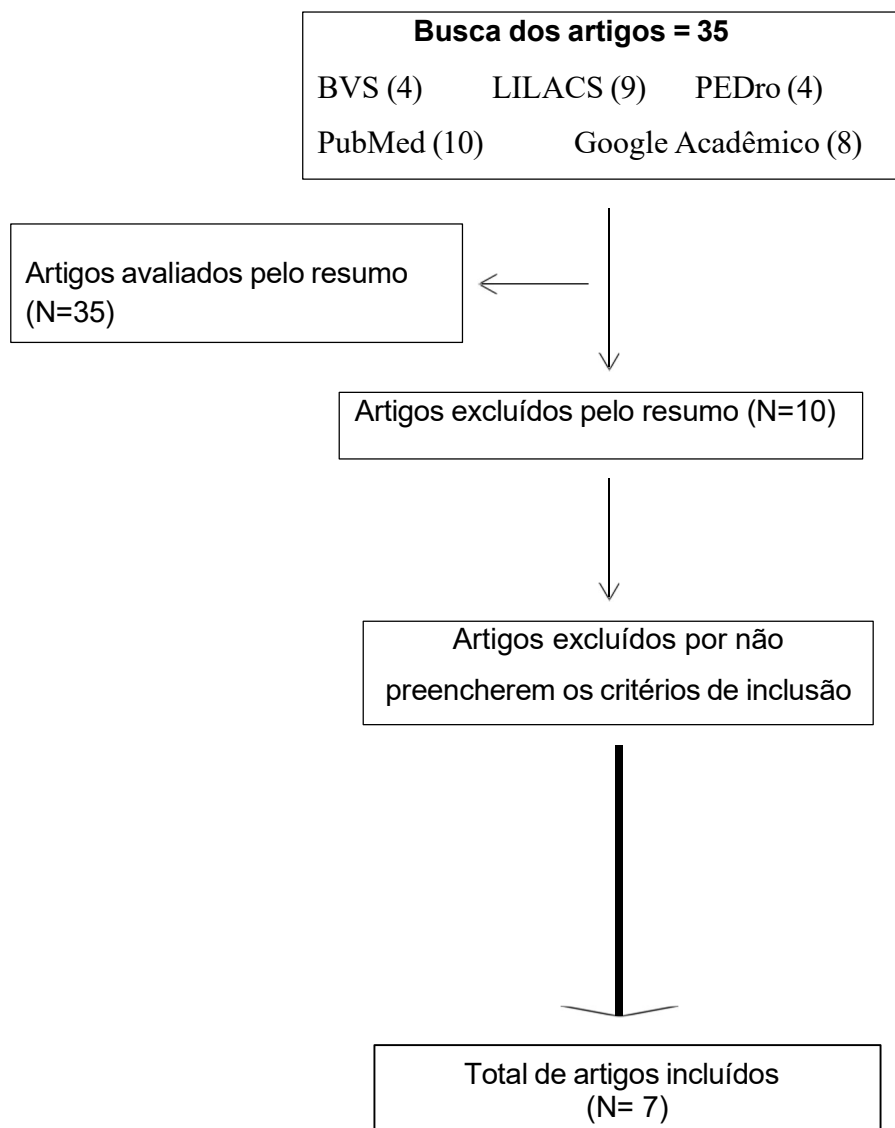 Busca dos artigos = 35
BVS (4) LILACS (9) PEDro (4)
PubMed (10) Google Acadêmico (8)
Artigos avaliados pelo resumo
(N=35)
Artigos excluídos pelo resumo (N=10)
Artigos excluídos por não
preencherem os critérios de inclusão
Total de artigos incluídos
(N= 7)